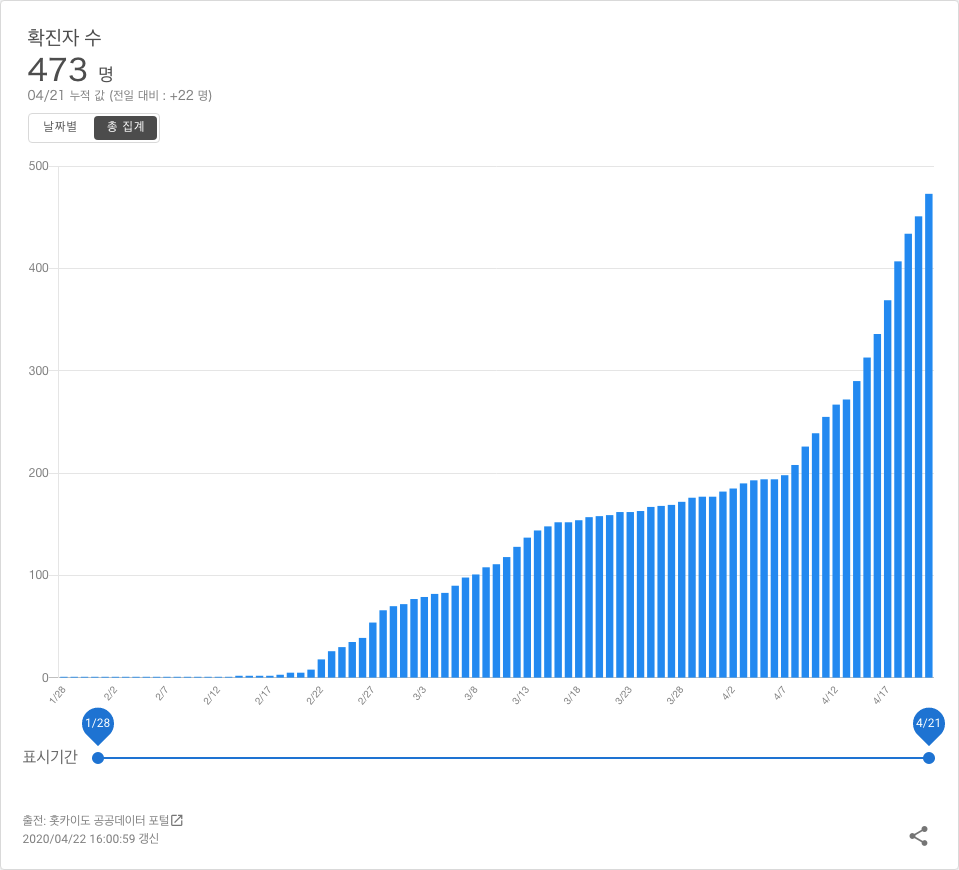 확진자 수
473 명
04/21 누적 값 (전일 대비 : +22 명)
날짜별 총 집계
500
400
300
200
100
0
1/28 2/2 2/7 2/12 2/17 2/22 2/27 3/3 3/8 3/13 3/18 3/23 3/28 4/2 4/7 4/12 4/17
1/28 4/21
표시기간
출전: 홋카이도 공공데이터 포털
2020/04/22 16:00:59 갱신